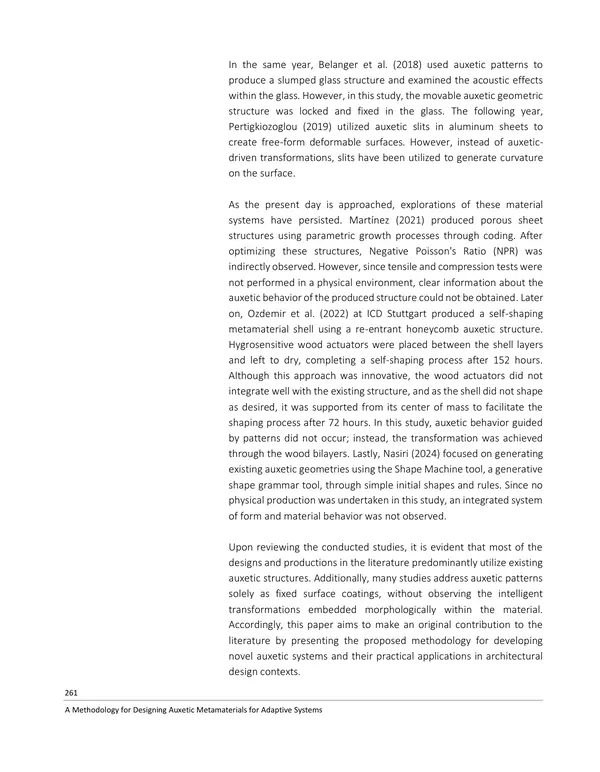 In the same year, Belanger et al. (2018) used auxetic patterns to
produce a slumped glass structure and examined the acoustic effects
within the glass. However, in this study, the movable auxetic geometric
structure was locked and fixed in the glass. The following year,
Pertigkiozoglou (2019) utilized auxetic slits in aluminum sheets to
create free-form deformable surfaces. However, instead of auxetic-
driven transformations, slits have been utilized to generate curvature
on the surface.
As the present day is approached, explorations of these material
systems have persisted. Martínez (2021) produced porous sheet
structures using parametric growth processes through coding. After
optimizing these structures, Negative Poisson's Ratio (NPR) was
indirectly observed. However, since tensile and compression tests were
not performed in a physical environment, clear information about the
auxetic behavior of the produced structure could not be obtained. Later
on, Ozdemir et al. (2022) at ICD Stuttgart produced a self-shaping
metamaterial shell using a re-entrant honeycomb auxetic structure.
Hygrosensitive wood actuators were placed between the shell layers
and left to dry, completing a self-shaping process after 152 hours.
Although this approach was innovative, the wood actuators did not
integrate well with the existing structure, and as the shell did not shape
as desired, it was supported from its center of mass to facilitate the
shaping process after 72 hours. In this study, auxetic behavior guided
by patterns did not occur; instead, the transformation was achieved
through the wood bilayers. Lastly, Nasiri (2024) focused on generating
existing auxetic geometries using the Shape Machine tool, a generative
shape grammar tool, through simple initial shapes and rules. Since no
physical production was undertaken in this study, an integrated system
of form and material behavior was not observed.
Upon reviewing the conducted studies, it is evident that most of the
designs and productions in the literature predominantly utilize existing
auxetic structures. Additionally, many studies address auxetic patterns
solely as fixed surface coatings, without observing the intelligent
transformations embedded morphologically within the material.
Accordingly, this paper aims to make an original contribution to the
literature by presenting the proposed methodology for developing
novel auxetic systems and their practical applications in architectural
design contexts.
261
A Methodology for Designing Auxetic Metamaterials for Adaptive Systems